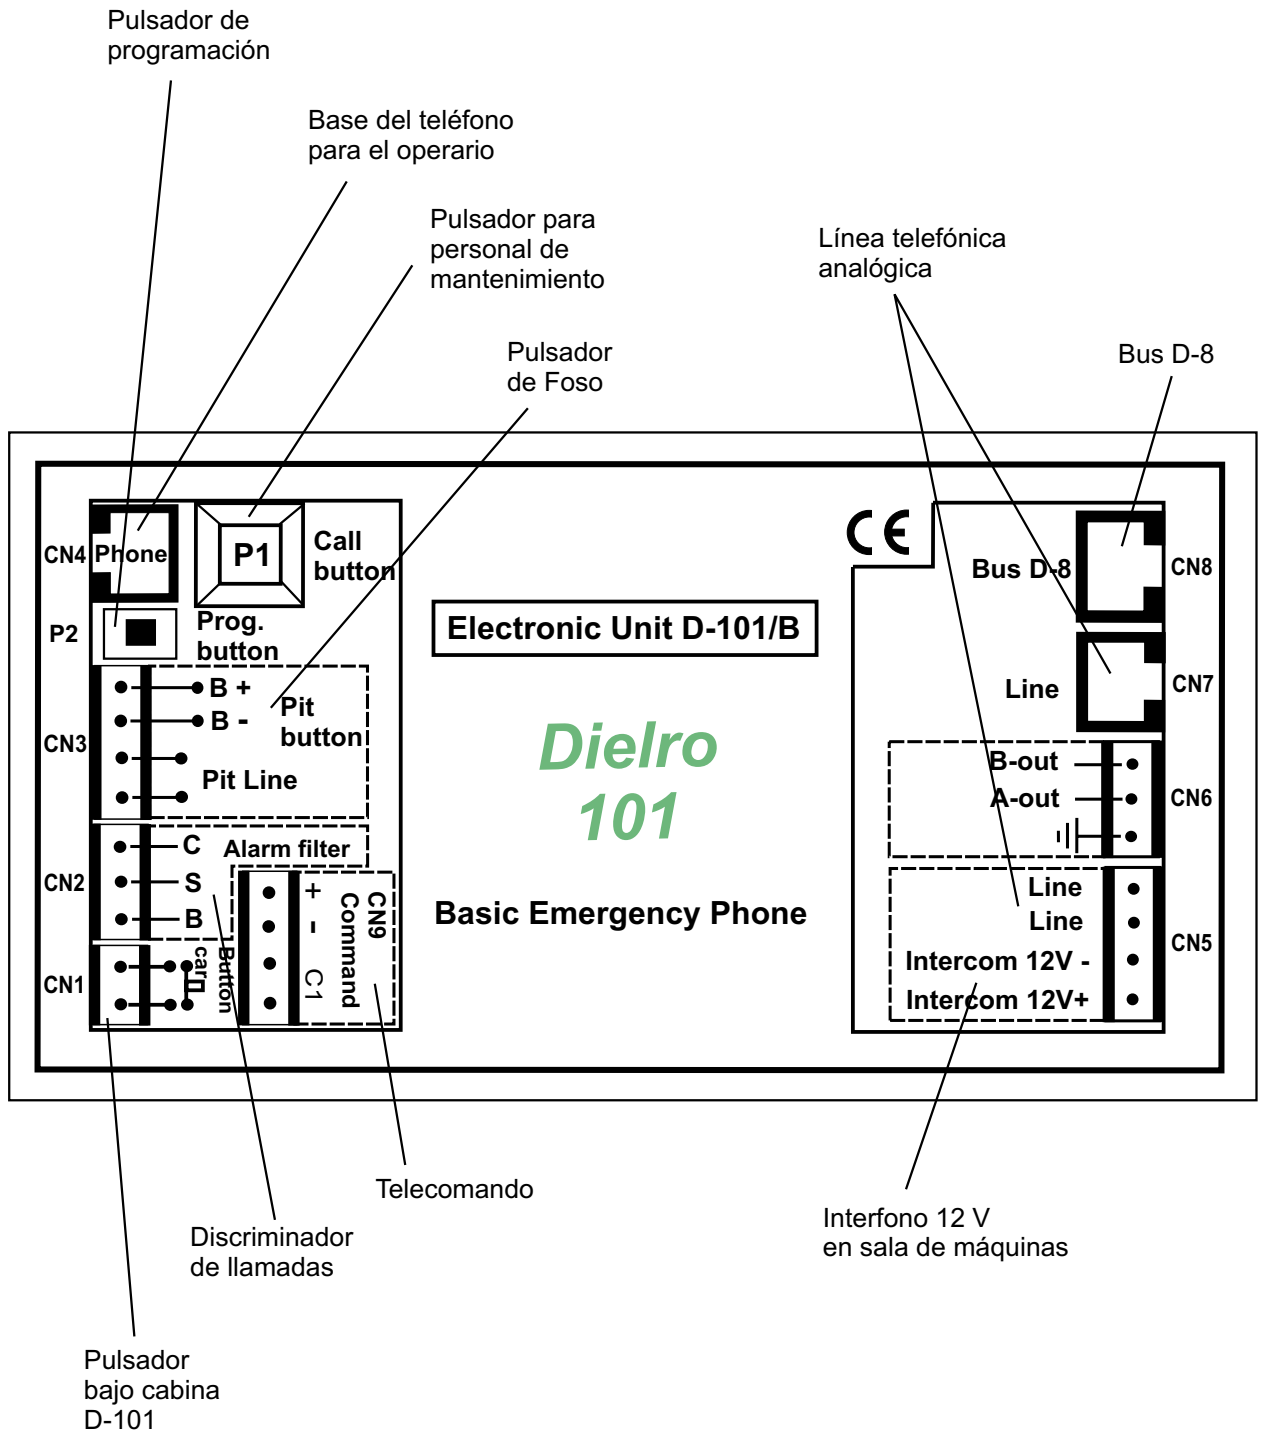 Pulsador de
programación
Base del teléfono
para el operario
Pulsador para
personal de
mantenimiento
Línea telefónica
analógica
Pulsador
de Foso
Bus D-8
CN4
Phone
P1
Call
button
P2
Prog.
button
CN3
B +
B -
Pit
button
Pit Line
CN2
C
S
B
Alarm filter
CN1
Button
car
+
-
C1
CN9
Command
Electronic Unit D-101/B
Dielro
101
Basic Emergency Phone
CE
Bus D-8
CN8
Line
CN7
B-out
A-out
CN6
Line
Line
Intercom 12V -
Intercom 12V+
CN5
Telecomando
Discriminador
de llamadas
Interfono 12 V
en sala de máquinas
Pulsador
bajo cabina
D-101